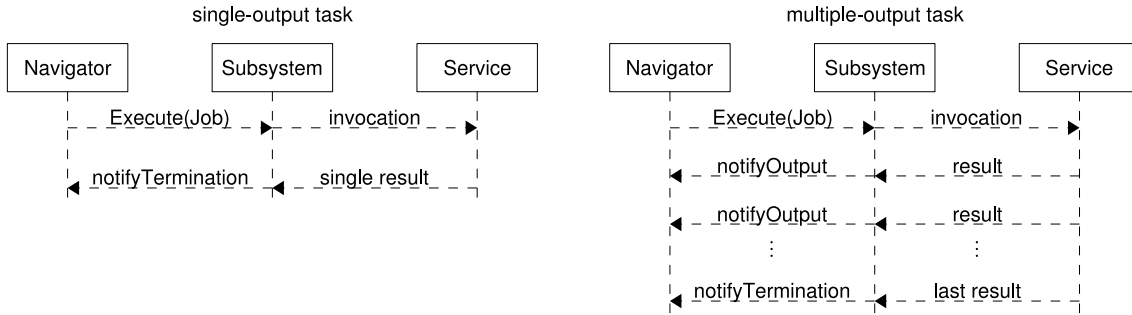 single-output task
Navigator Subsystem Service
Execute(Job) invocation
notifyTermination single result
multiple-output task
Navigator Subsystem Service
Execute(Job) invocation
notifyOutput result
notifyOutput result
⋮ ⋮
notifyTermination last result